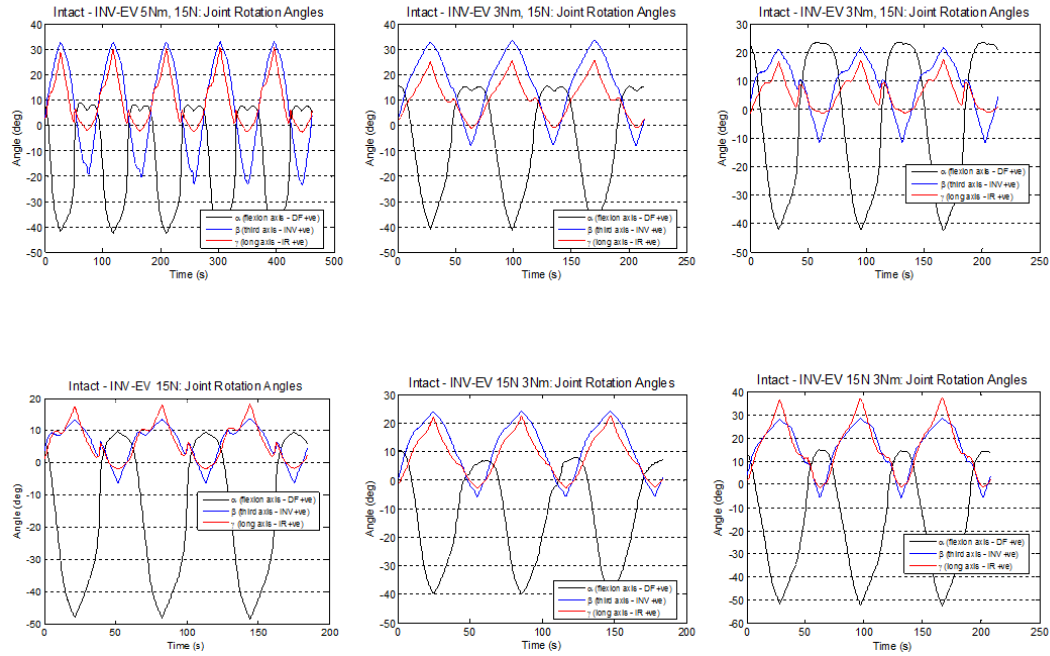 Intact - INV-EV 5Nm, 15N: Joint Rotation Angles
Angle (deg)
40
30
20
10
0
-10
-20
-30
-40
-50
0
100
200
300
400
500
Time (s)
α (flexion axis - DF +ve)
β (third axis - INV +ve)
γ (long axis - IR +ve)
Intact - INV-EV 3Nm, 15N: Joint Rotation Angles
Angle (deg)
40
30
20
10
0
-10
-20
-30
-40
-50
0
50
100
150
200
250
Time (s)
α (flexion axis - DF +ve)
β (third axis - INV +ve)
γ (long axis - IR +ve)
Intact - INV-EV 3Nm, 15N: Joint Rotation Angles
Angle (deg)
30
20
10
0
-10
-20
-30
-40
-50
0
50
100
150
200
250
Time (s)
α (flexion axis - DF +ve)
β (third axis - INV +ve)
γ (long axis - IR +ve)
Intact - INV-EV 15N: Joint Rotation Angles
Angle (deg)
20
10
0
-10
-20
-30
-40
-50
0
50
100
150
200
Time (s)
α (flexion axis - DF +ve)
β (third axis - INV +ve)
γ (long axis - IR +ve)
Intact - INV-EV 15N 3Nm: Joint Rotation Angles
Angle (deg)
30
20
10
0
-10
-20
-30
-40
-50
0
50
100
150
200
Time (s)
α (flexion axis - DF +ve)
β (third axis - INV +ve)
γ (long axis - IR +ve)
Intact - INV-EV 15N 3Nm: Joint Rotation Angles
Angle (deg)
40
30
20
10
0
-10
-20
-30
-40
-50
-60
0
50
100
150
200
250
Time (s)
α (flexion axis - DF +ve)
β (third axis - INV +ve)
γ (long axis - IR +ve)